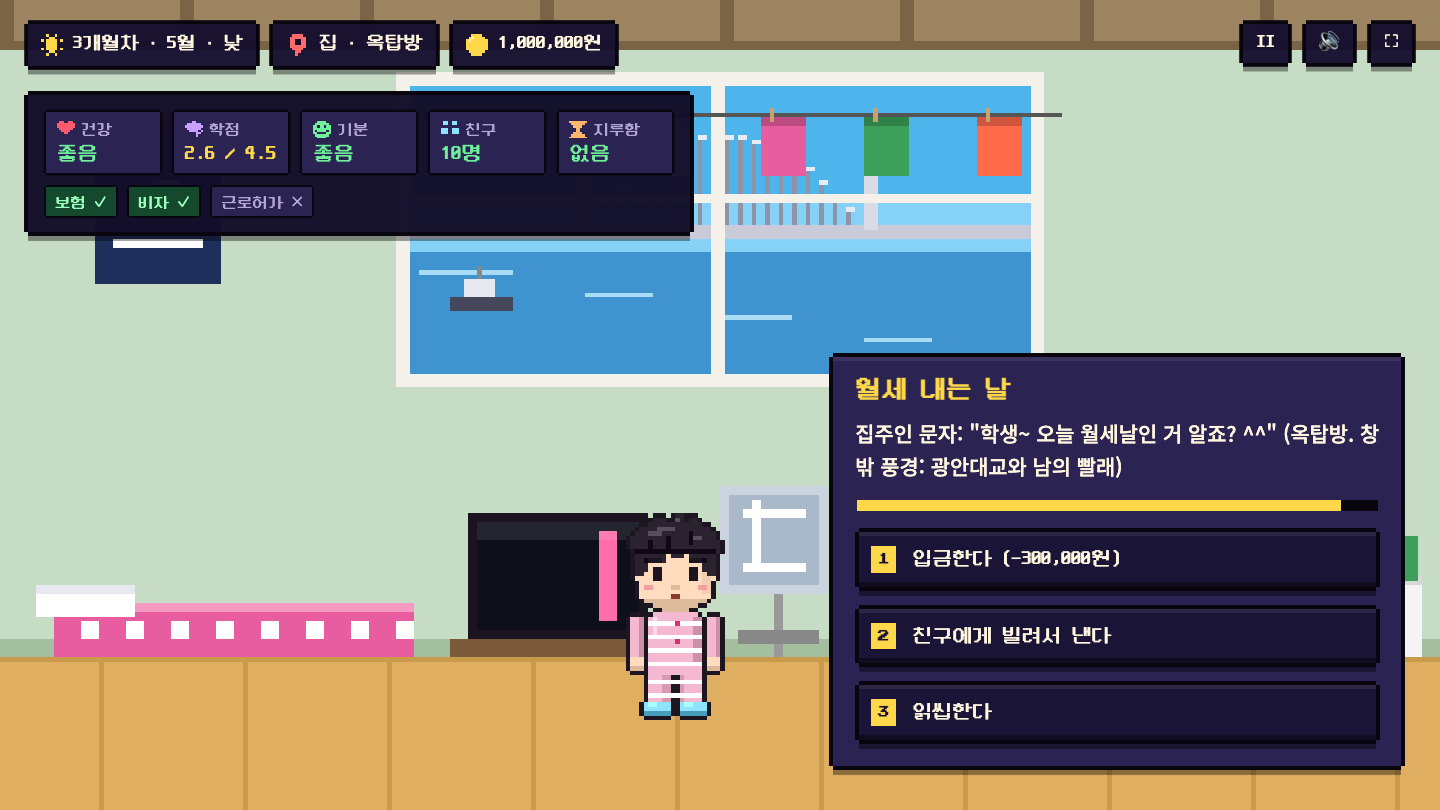 3개월차 · 5월 · 낮
집 · 옥탑방
1,000,000원
II
건강
좋음
학점
2.6 / 4.5
기분
좋음
친구
10명
지루함
없음
보험 ✓
비자 ✓
근로허가 ✕
월세 내는 날
집주인 문자: "학생~ 오늘 월세날인 거 알죠? ^^" (옥탑방. 창
밖 풍경: 광안대교와 남의 빨래)
1 입금한다 (-300,000원)
2 친구에게 빌려서 낸다
3 읽씹한다